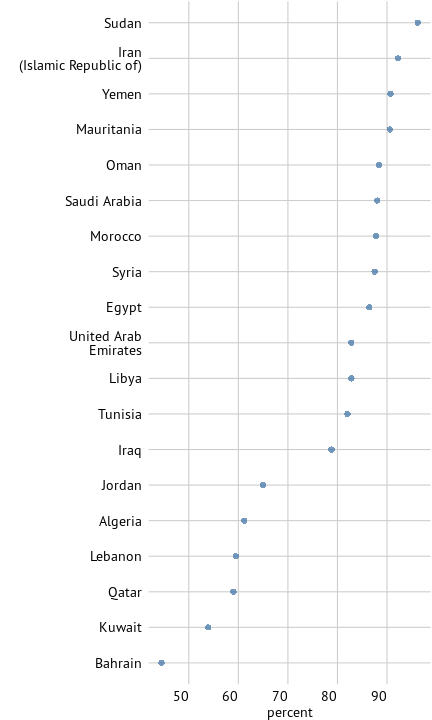 Sudan
Iran
(Islamic Republic of)
Yemen
Mauritania
Oman
Saudi Arabia
Morocco
Syria
Egypt
United Arab
Emirates
Libya
Tunisia
Iraq
Jordan
Algeria
Lebanon
Qatar
Kuwait
Bahrain
50 60 70 80 90
percent